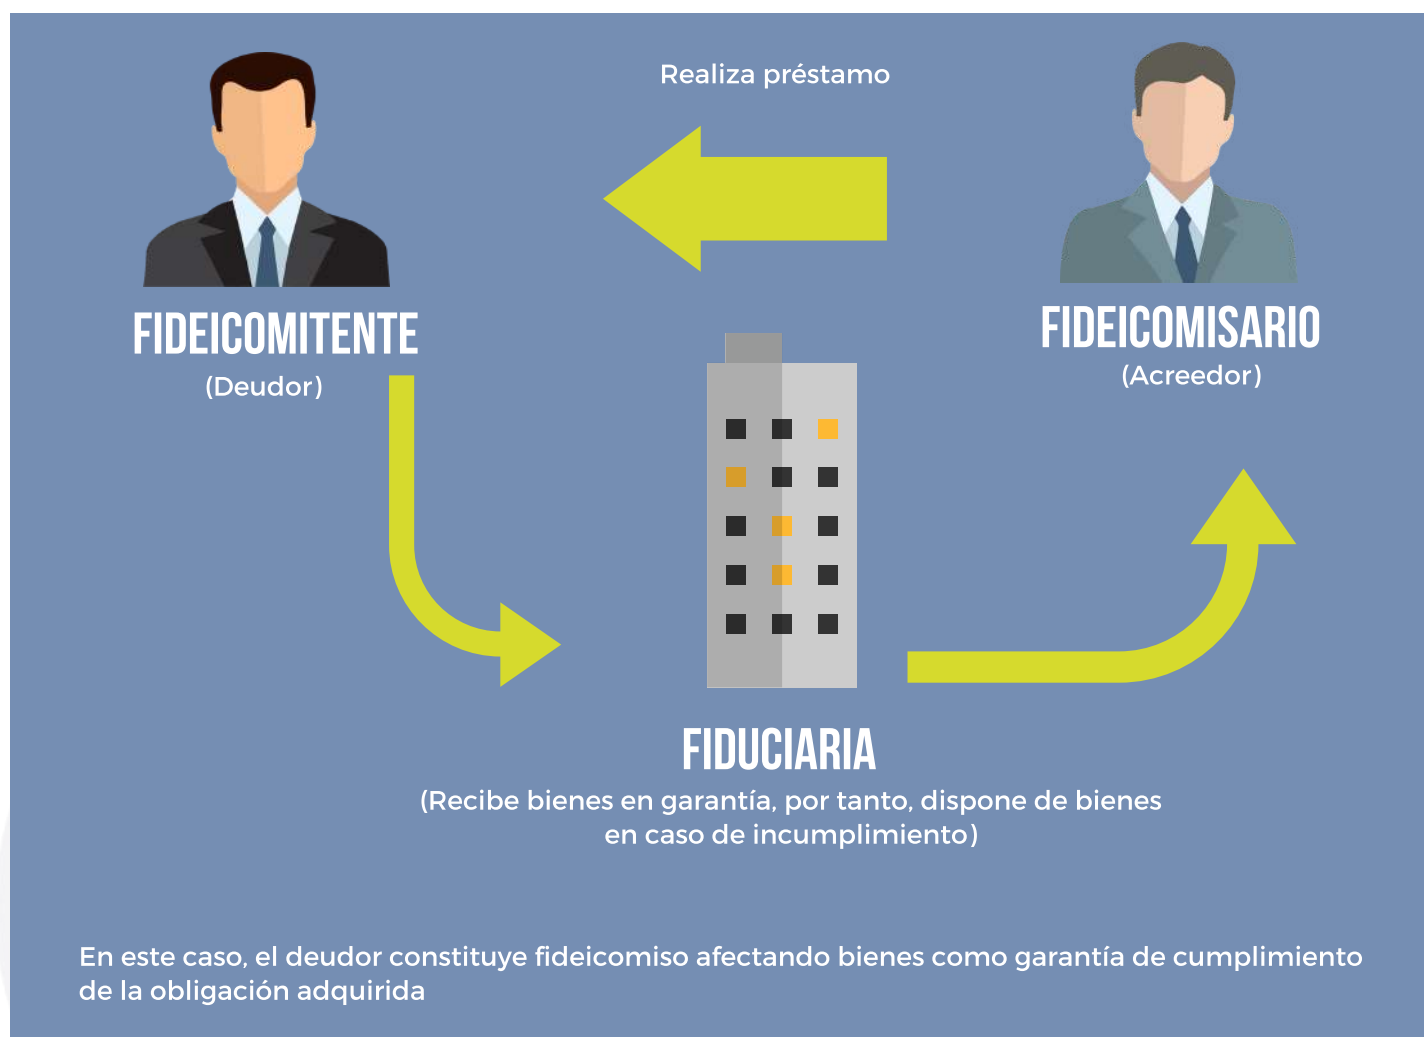 Realiza préstamo
FIDEICOMITENTE
(Deudor)
FIDEICOMISARIO
(Acreedor)
FIDUCIARIA
(Recibe bienes en garantía, por tanto, dispone de bienes
en caso de incumplimiento)
En este caso, el deudor constituye fideicomiso afectando bienes como garantía de cumplimiento
de la obligación adquirida